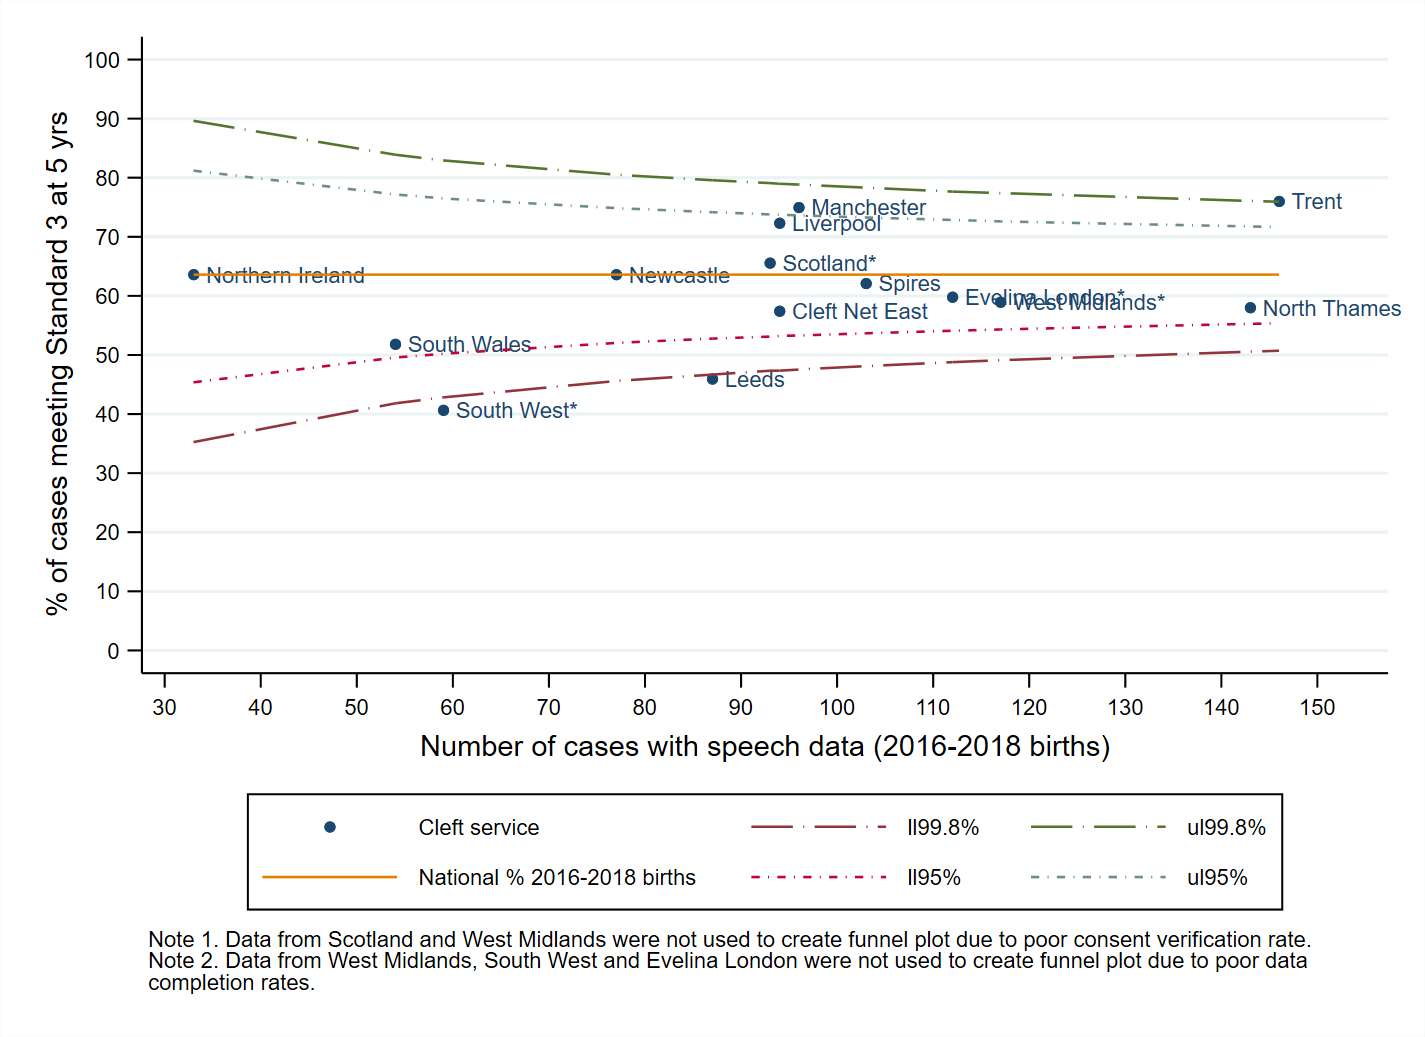 % of cases meeting Standard 3 at 5 yrs
100
90
80
70
60
50
40
30
20
10
0
Manchester
Trent
Liverpool
Scotland*
Northern Ireland
Newcastle
Spires
Evelina London*
West Midlands*
North Thames
Cleft Net East
South Wales
Leeds
South West*
30 40 50 60 70 80 90 100 110 120 130 140 150
Number of cases with speech data (2016-2018 births)
Cleft service ll99.8% ul99.8%
National % 2016-2018 births ll95% ul95%
Note 1. Data from Scotland and West Midlands were not used to create funnel plot due to poor consent verification rate.
Note 2. Data from West Midlands, South West and Evelina London were not used to create funnel plot due to poor data
completion rates.